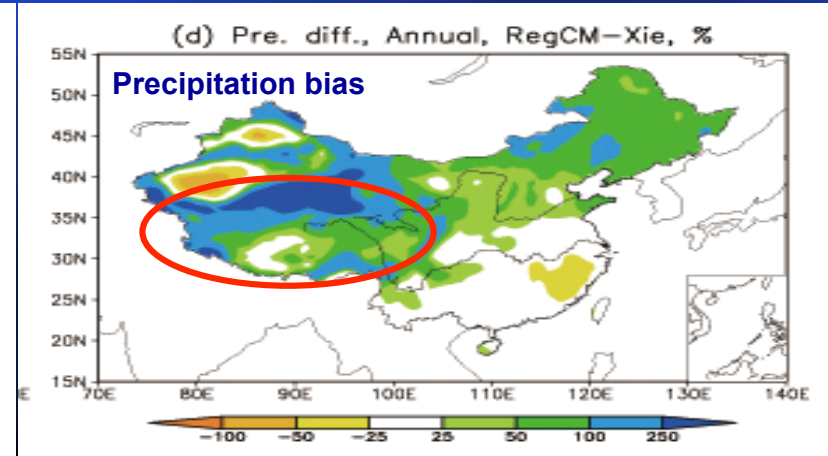 (d) Pre. diff., Annual, RegCM-Xie, %
Precipitation bias
55N
50N
45N
40N
35N
30N
25N
20N
15N
E 70E 80E 90E 100E 110E 120E 130E 140E
-100 -50 -25 25 50 100 250